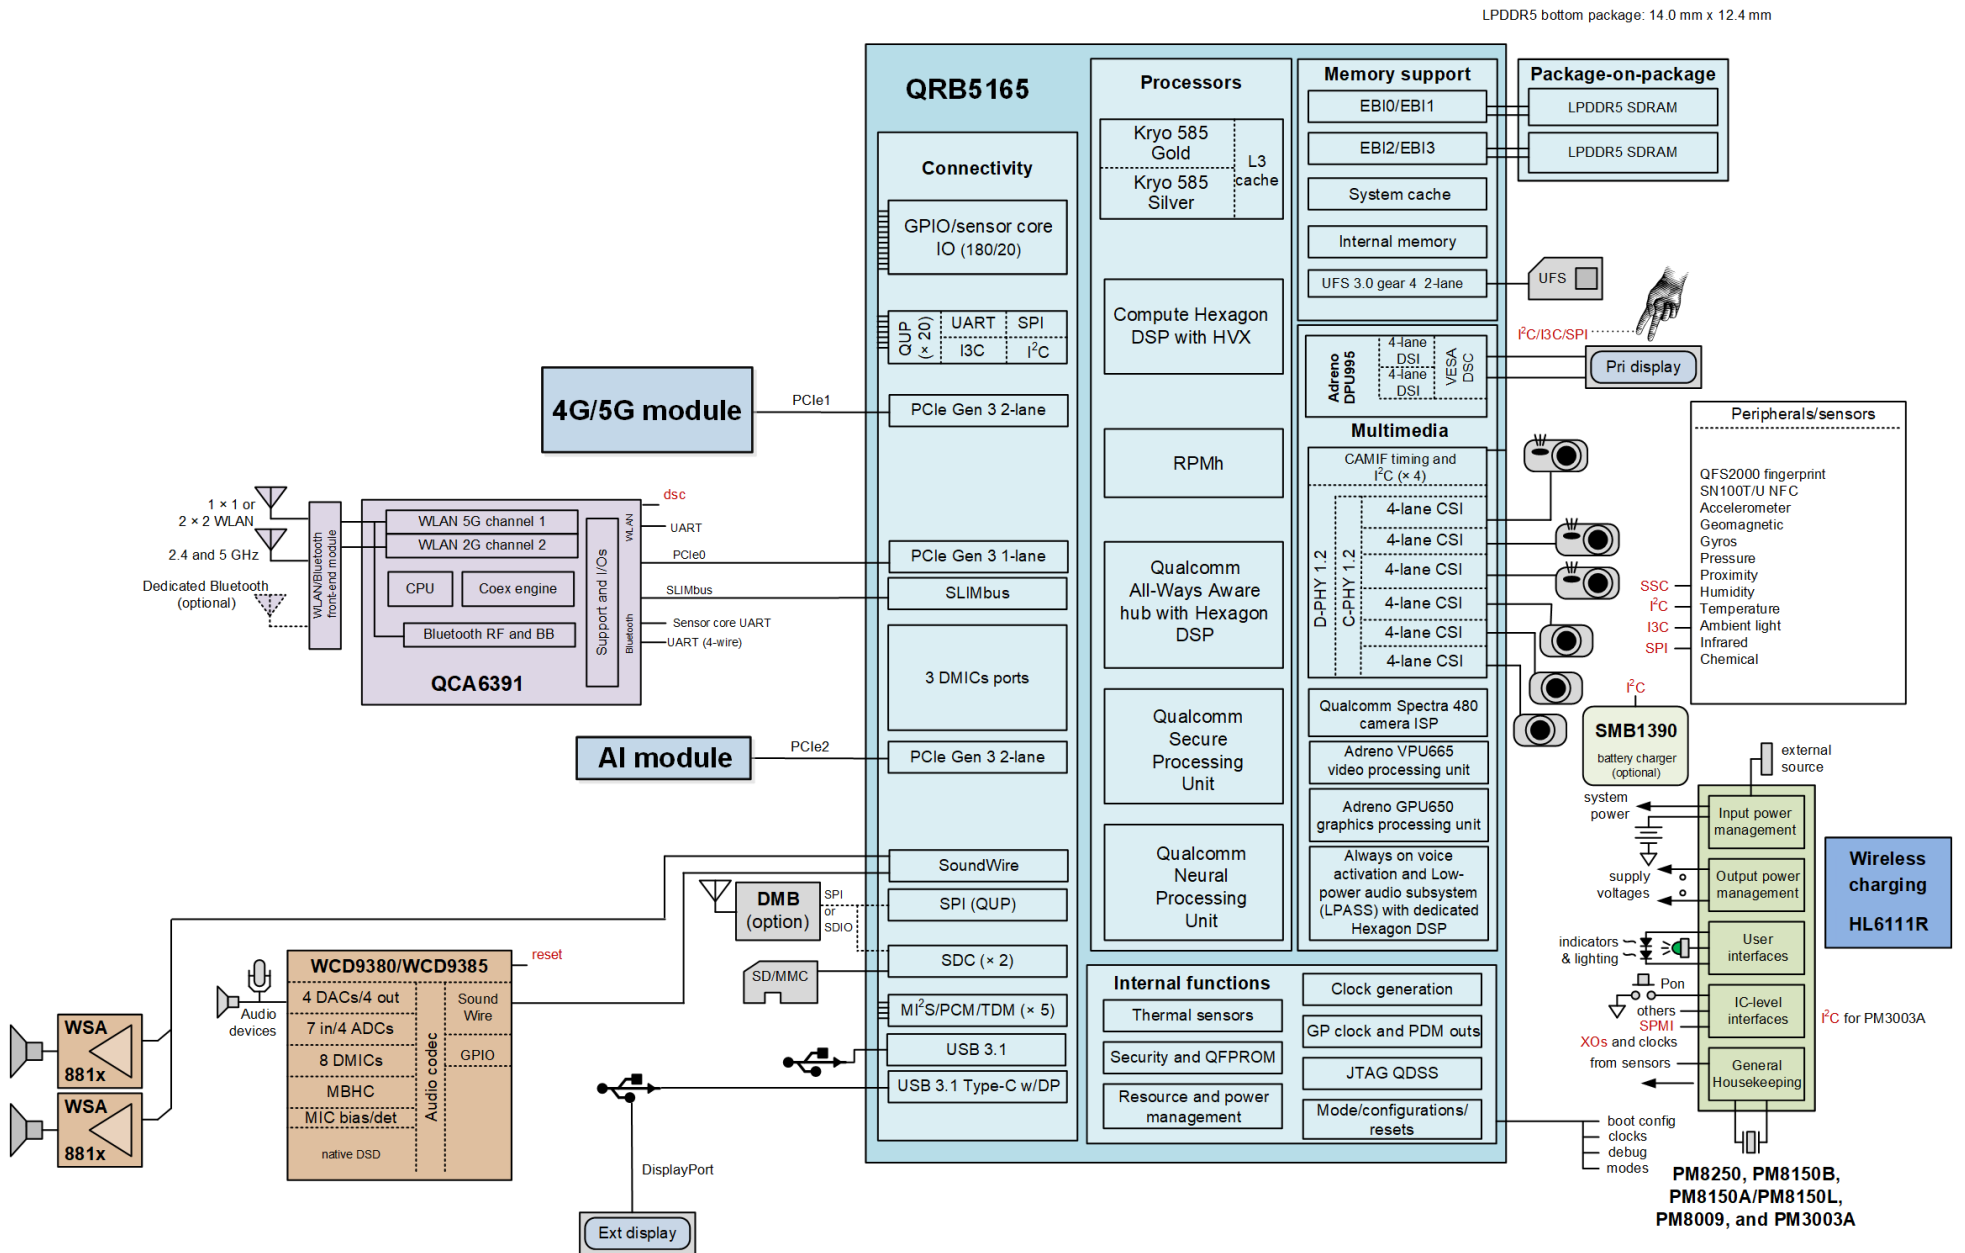 LPDDR5 bottom package: 14.0 mm x 12.4 mm
QRB5165
Connectivity
GPIO/sensor core
IO (180/20)
QUP
(× 20)
UART
SPI
I3C
I²C
PCIe Gen 3 2-lane
PCIe Gen 3 1-lane
SLIMbus
3 DMICs ports
PCIe Gen 3 2-lane
SoundWire
SPI (QUP)
SDC (× 2)
MI²S/PCM/TDM (× 5)
USB 3.1
USB 3.1 Type-C w/DP
Processors
Kryo 585
Gold
Kryo 585
Silver
L3
cache
Compute Hexagon
DSP with HVX
RPMh
Qualcomm
All-Ways Aware
hub with Hexagon
DSP
Qualcomm
Secure
Processing
Unit
Qualcomm
Neural
Processing
Unit
Memory support
EBI0/EBI1
EBI2/EBI3
System cache
Internal memory
UFS 3.0 gear 4 2-lane
Package-on-package
LPDDR5 SDRAM
LPDDR5 SDRAM
UFS
I²C/I3C/SPI
Pri display
Adreno
DPU995
4-lane
DSI
4-lane
DSI
VESA
DSC
Multimedia
CAMIF timing and
I²C (× 4)
D-PHY 1.2
C-PHY 1.2
4-lane CSI
4-lane CSI
4-lane CSI
4-lane CSI
4-lane CSI
4-lane CSI
Qualcomm Spectra 480
camera ISP
Adreno VPU665
video processing unit
Adreno GPU650
graphics processing unit
Always on voice
activation and Low-
power audio subsystem
(LPASS) with dedicated
Hexagon DSP
Internal functions
Thermal sensors
Security and QFPROM
Resource and power
management
Clock generation
GP clock and PDM outs
JTAG QDSS
Mode/configurations/
resets
boot config
clocks
debug
modes
4G/5G module
PCIe1
1 × 1 or
2 × 2 WLAN
2.4 and 5 GHz
Dedicated Bluetooth
(optional)
WLAN/Bluetooth
front-end module
WLAN 5G channel 1
WLAN 2G channel 2
CPU
Coex engine
Bluetooth RF and BB
Support and I/Os
WLAN
Bluetooth
QCA6391
dsc
UART
PCIe0
SLIMbus
Sensor core UART
UART (4-wire)
AI module
PCIe2
DMB
(option)
SPI
or
SDIO
SD/MMC
WCD9380/WCD9385
reset
4 DACs/4 out
7 in/4 ADCs
8 DMICs
MBHC
MIC bias/det
native DSD
Audio codec
Sound
Wire
GPIO
Audio
devices
WSA
881x
WSA
881x
DisplayPort
Ext display
Peripherals/sensors
QFS2000 fingerprint
SN100T/U NFC
Accelerometer
Geomagnetic
Gyros
Pressure
Proximity
Humidity
Temperature
Ambient light
Infrared
Chemical
SSC
I²C
I3C
SPI
I²C
SMB1390
battery charger
(optional)
external
source
system
power
supply
voltages
indicators
& lighting
Pon
others
SPMI
XOs and clocks
from sensors
Input power
management
Output power
management
User
interfaces
IC-level
interfaces
General
Housekeeping
Wireless
charging
HL6111R
I²C for PM3003A
PM8250, PM8150B,
PM8150A/PM8150L,
PM8009, and PM3003A